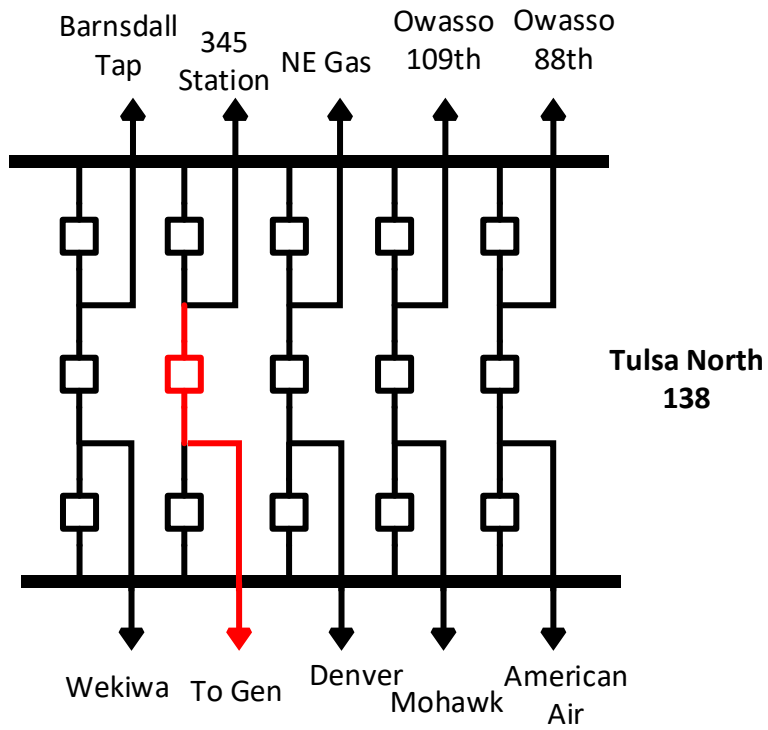 Barnsdall
Tap
345
Station
NE Gas
Owasso
109th
Owasso
88th
Tulsa North
138
Wekiwa
To Gen
Denver
Mohawk
American
Air